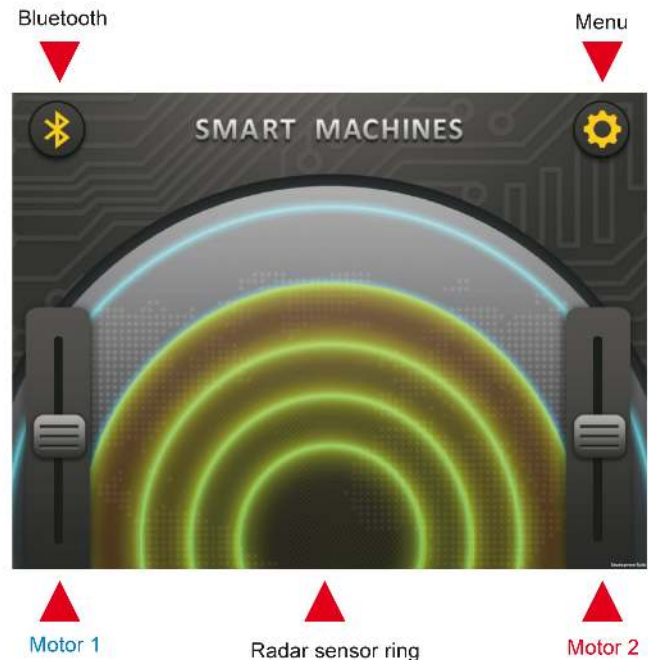 Bluetooth
Menu
SMART MACHINES
Motor 1
Radar sensor ring
Motor 2